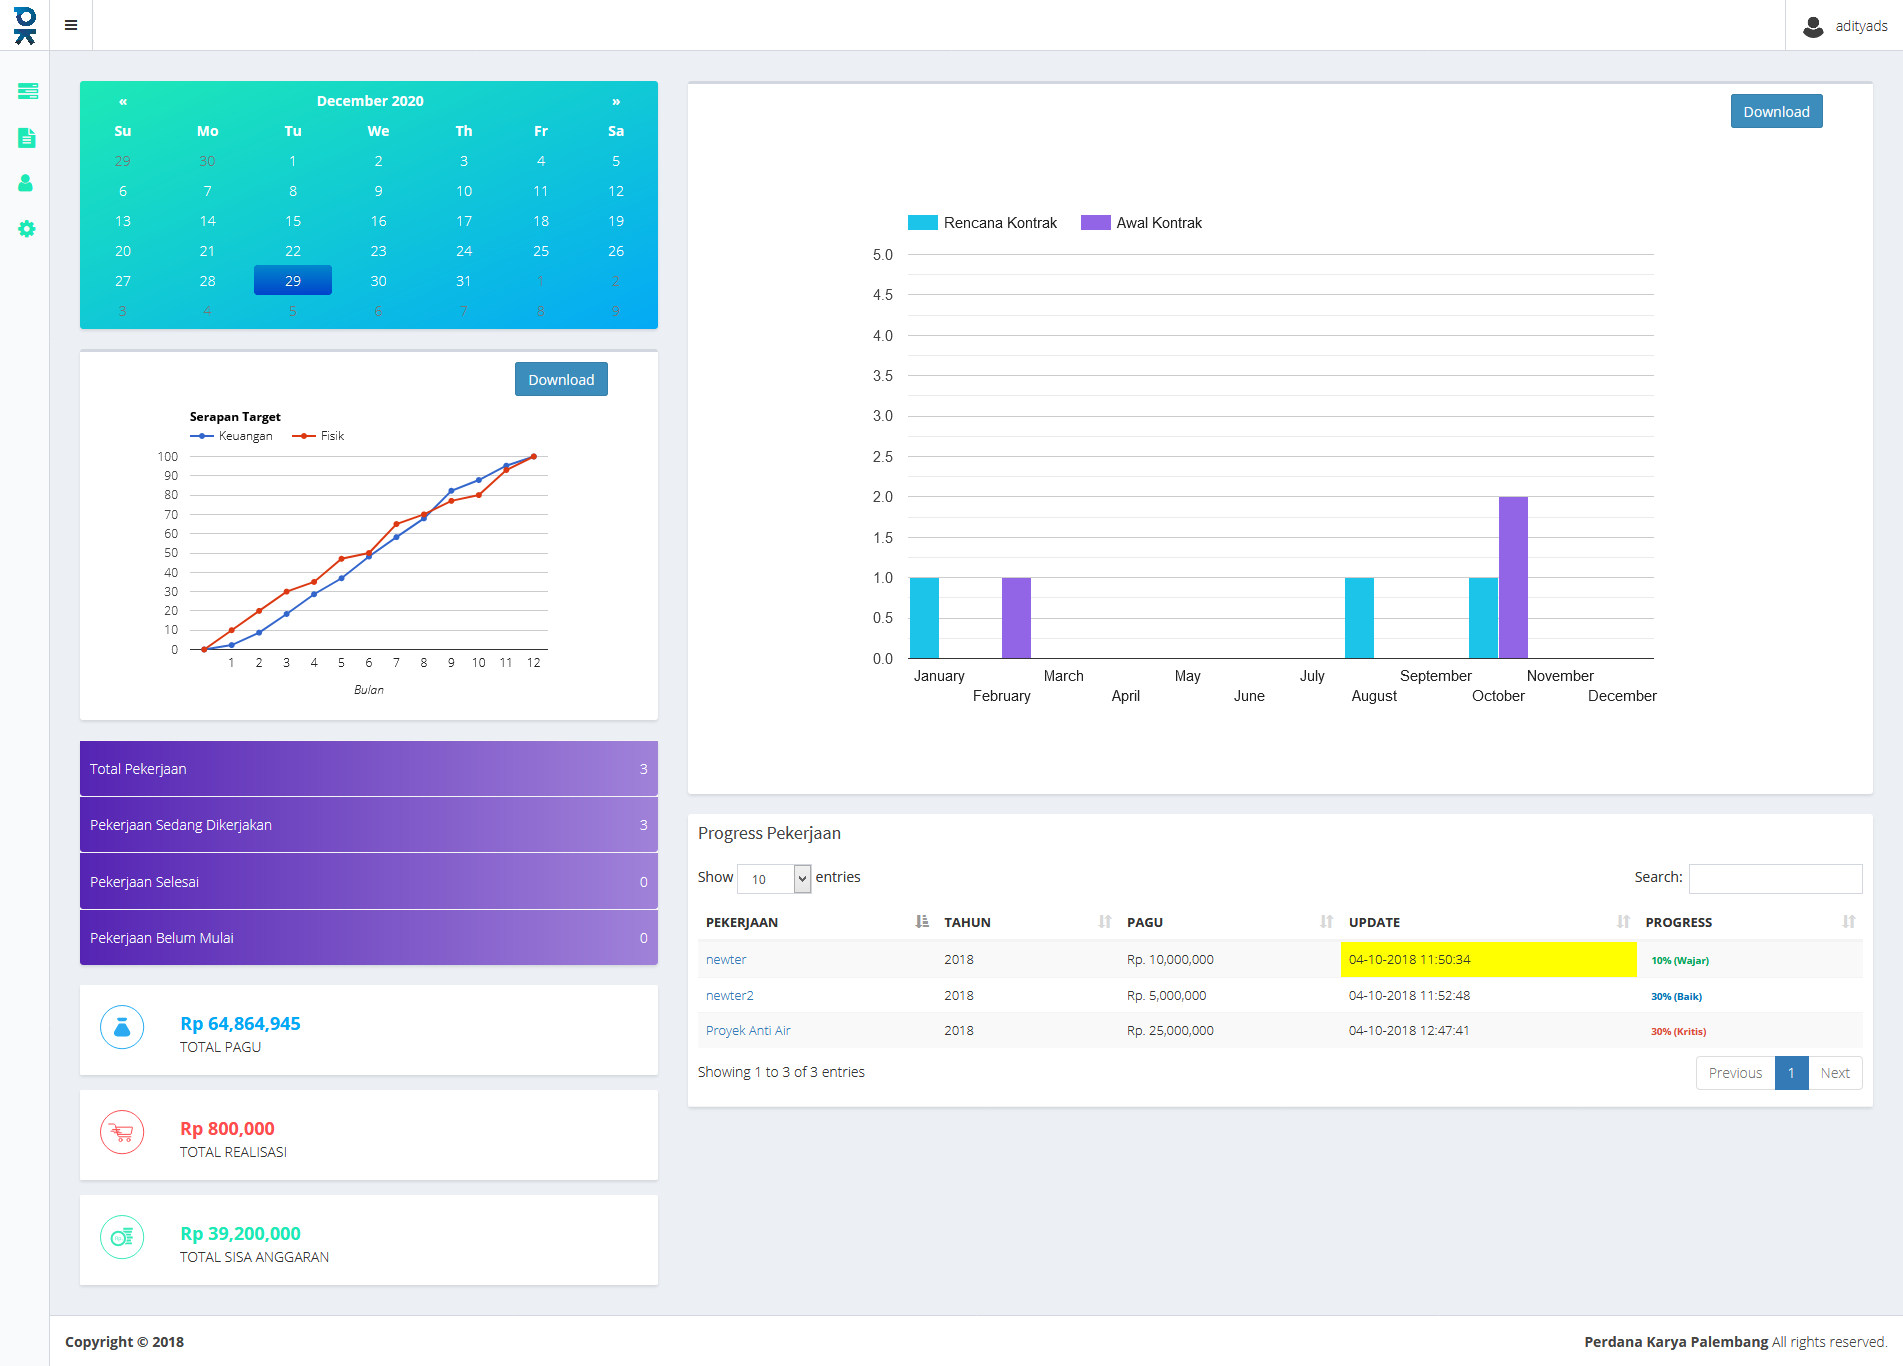 adityads
« December 2020 »
Su Mo Tu We Th Fr Sa
29 30 1 2 3 4 5
6 7 8 9 10 11 12
13 14 15 16 17 18 19
20 21 22 23 24 25 26
27 28 29 30 31 1 2
3 4 5 6 7 8 9
Download
Serapan Target
Keuangan Fisik
100
90
80
70
60
50
40
30
20
10
0
1 2 3 4 5 6 7 8 9 10 11 12
Bulan
Total Pekerjaan 3
Pekerjaan Sedang Dikerjakan 3
Pekerjaan Selesai 0
Pekerjaan Belum Mulai 0
Rp 64,864,945
TOTAL PAGU
Rp 800,000
TOTAL REALISASI
Rp 39,200,000
TOTAL SISA ANGGARAN
Download
Rencana Kontrak Awal Kontrak
5.0
4.5
4.0
3.5
3.0
2.5
2.0
1.5
1.0
0.5
0.0
January March May July September November
February April June August October December
Progress Pekerjaan
Show 10 entries Search:
PEKERJAAN TAHUN PAGU UPDATE PROGRESS
newter 2018 Rp. 10,000,000 04-10-2018 11:50:34 10% (Wajar)
newter2 2018 Rp. 5,000,000 04-10-2018 11:52:48 30% (Baik)
Proyek Anti Air 2018 Rp. 25,000,000 04-10-2018 12:47:41 30% (Kritis)
Showing 1 to 3 of 3 entries Previous 1 Next
Copyright © 2018 Perdana Karya Palembang All rights reserved.